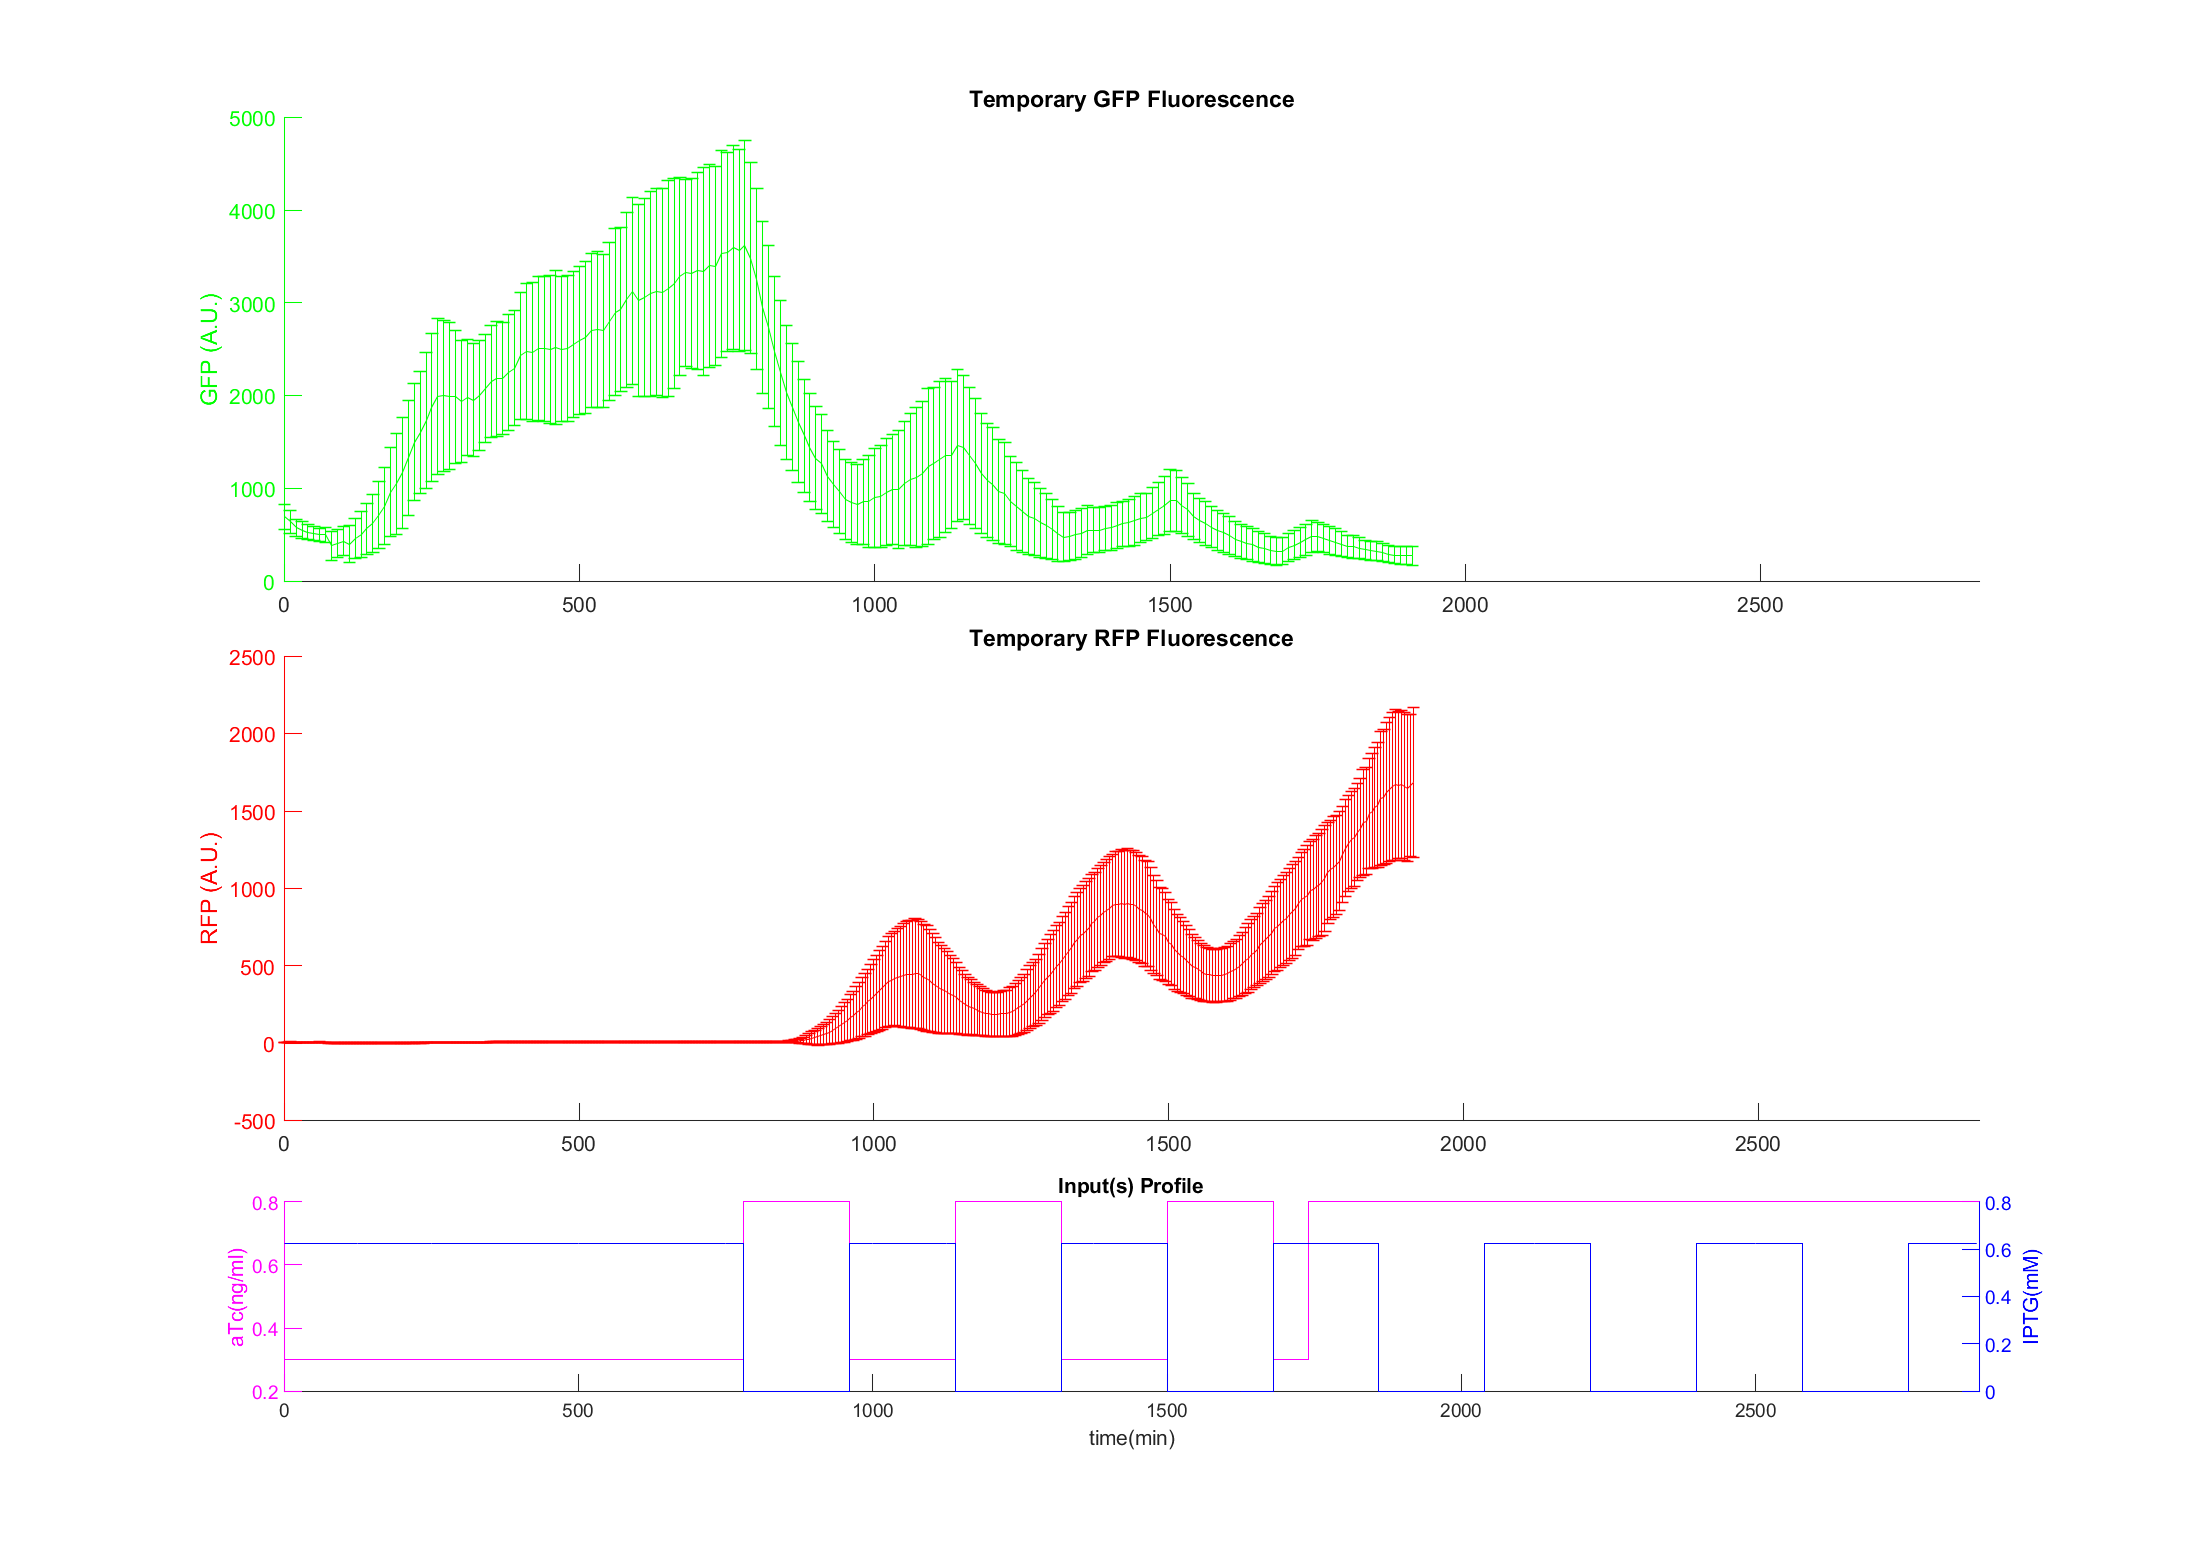 Temporary GFP Fluorescence
GFP (A.U.)
5000
4000
3000
2000
1000
0
0 500 1000 1500 2000 2500
Temporary RFP Fluorescence
RFP (A.U.)
2500
2000
1500
1000
500
0
-500
0 500 1000 1500 2000 2500
Input(s) Profile
aTc(ng/ml)
0.8
0.6
0.4
0.2
IPTG(mM)
0.8
0.6
0.4
0.2
0
0 500 1000 1500 2000 2500
time(min)